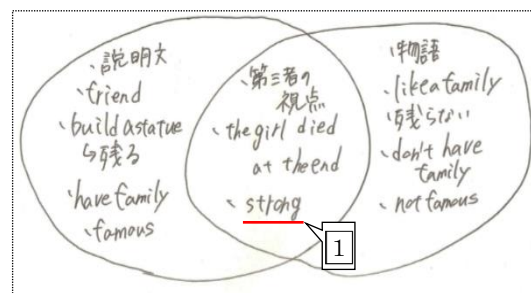 ・説明文
・friend
・build a statue
↳残る
・have family
・famous
・第三者の
視点
・the girl died
at the end
・strong
・物語
・like a family
・残らない
・don't have
family
・not famous
1